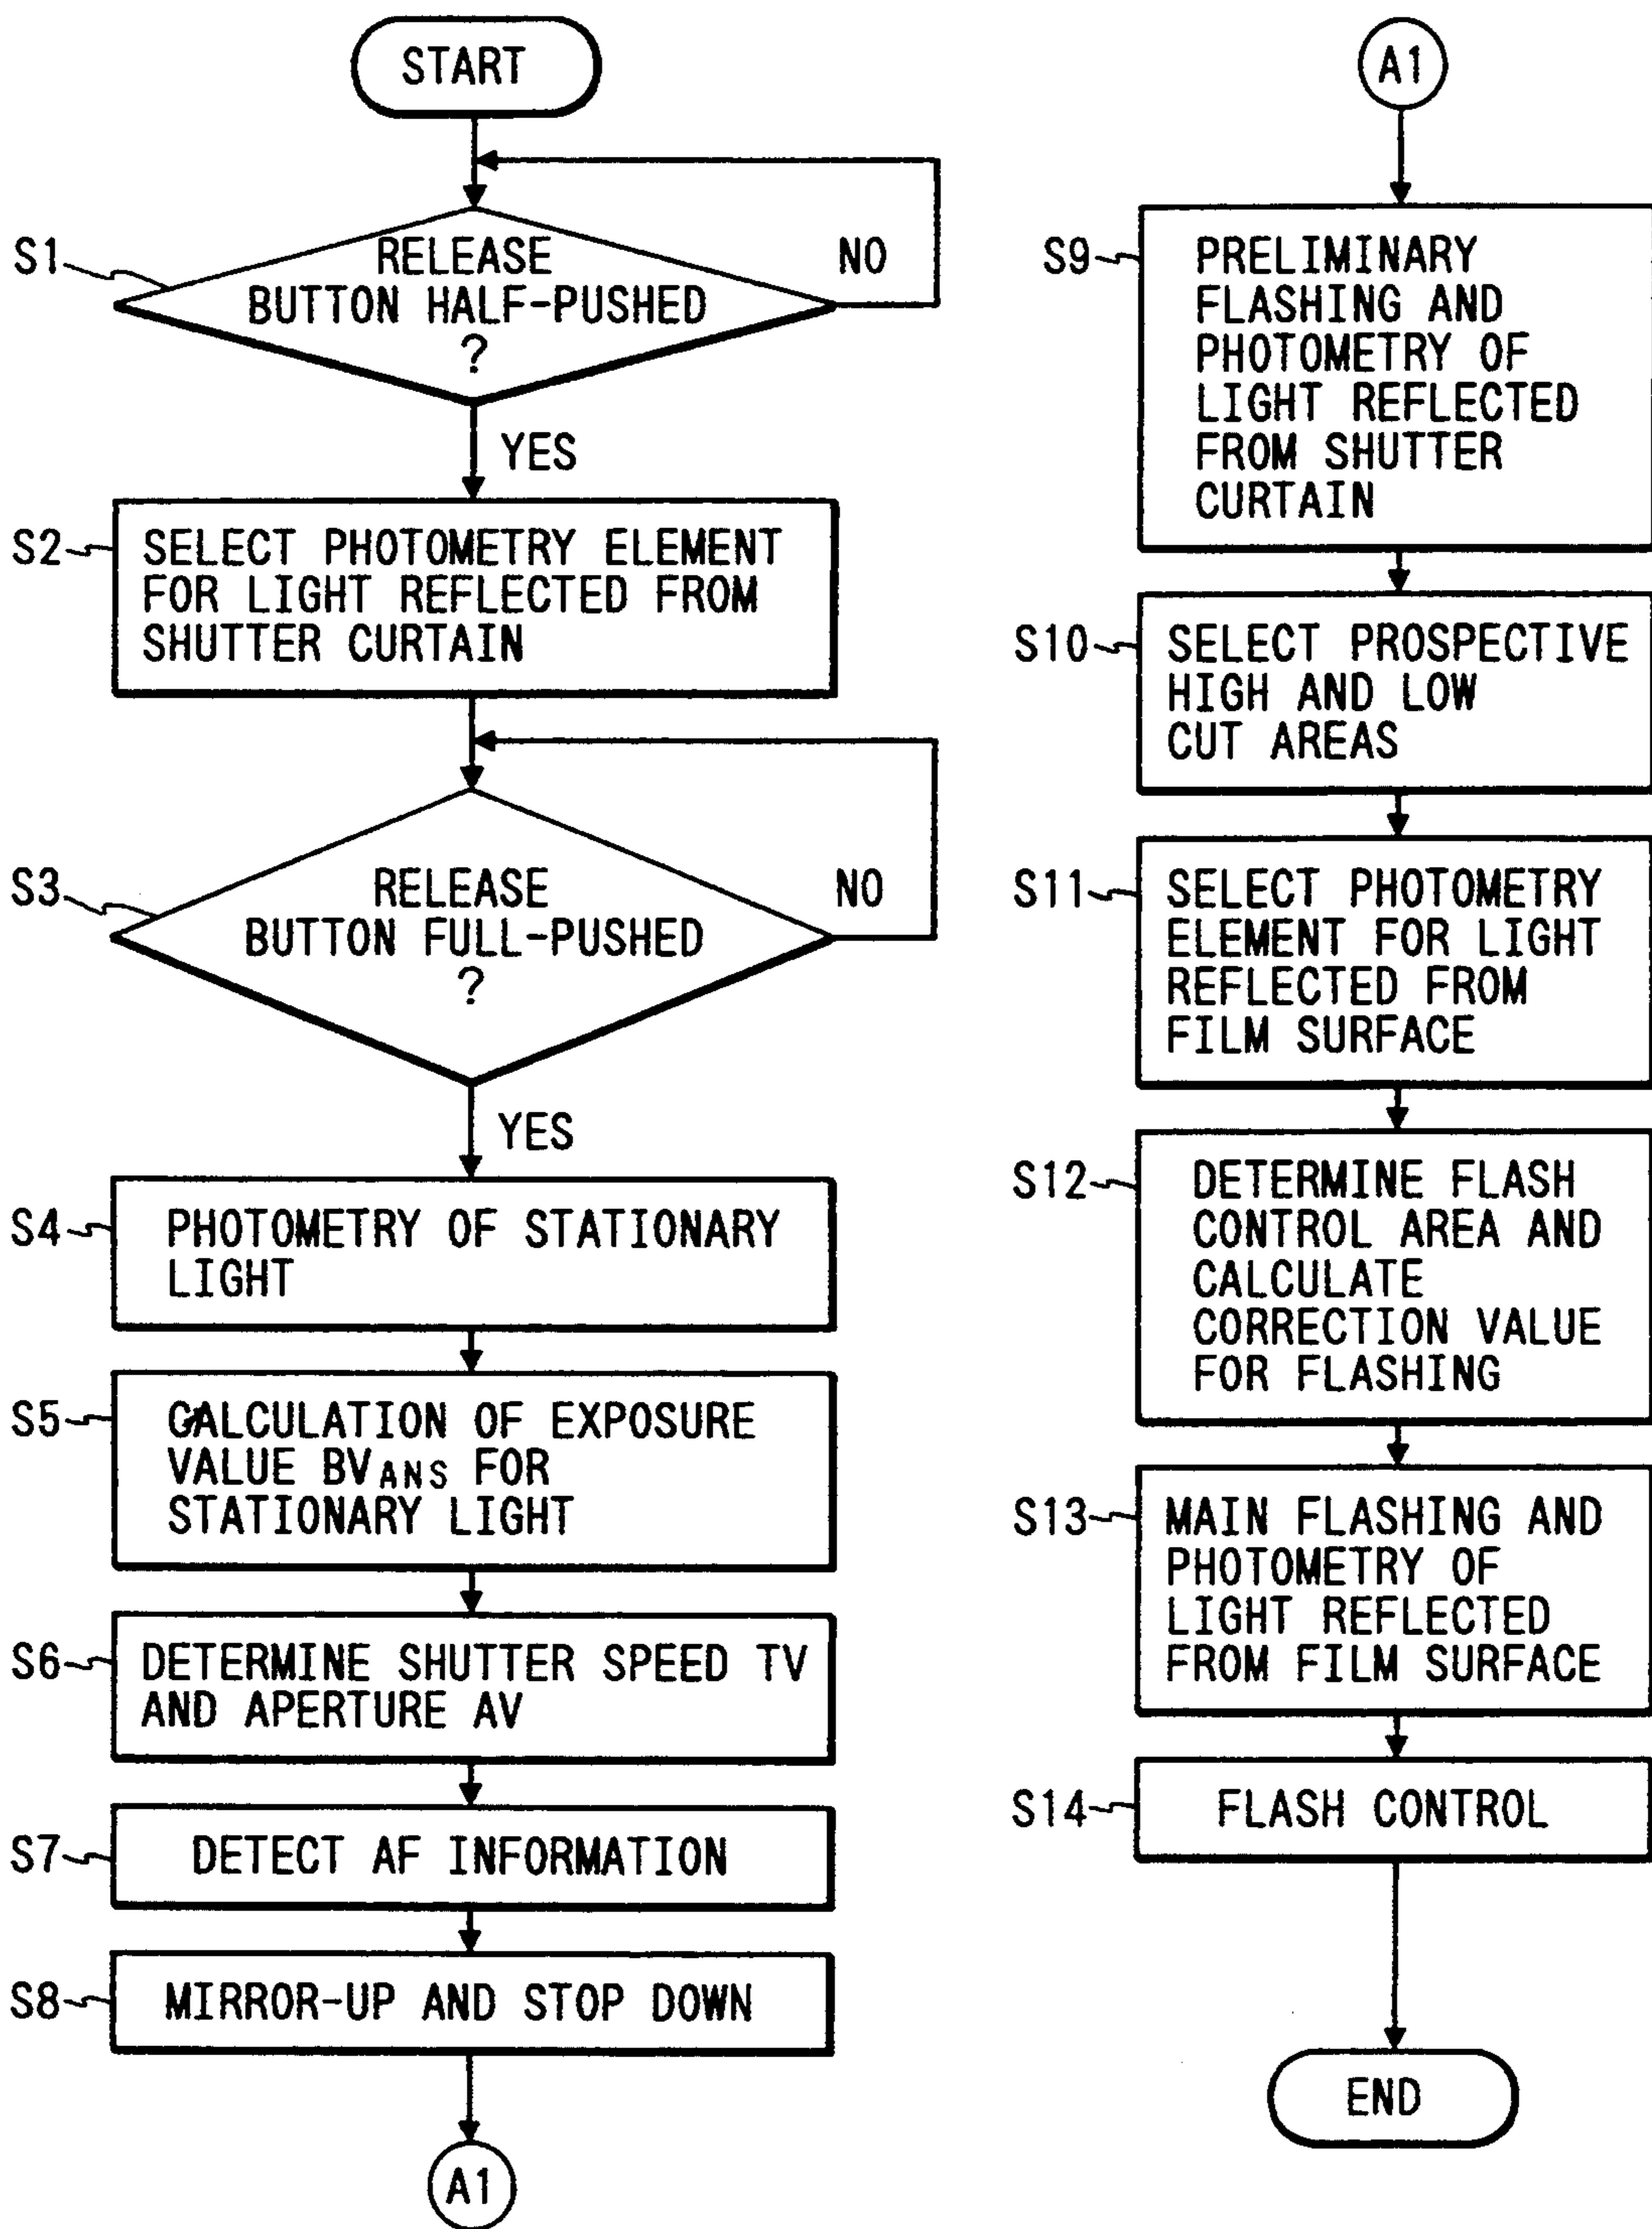 START
S1
RELEASE
BUTTON HALF-PUSHED
?
NO
YES
S2
SELECT PHOTOMETRY ELEMENT
FOR LIGHT REFLECTED FROM
SHUTTER CURTAIN
S3
RELEASE
BUTTON FULL-PUSHED
?
NO
YES
S4
PHOTOMETRY OF STATIONARY
LIGHT
S5
CALCULATION OF EXPOSURE
VALUE BVANS FOR
STATIONARY LIGHT
S6
DETERMINE SHUTTER SPEED TV
AND APERTURE AV
S7
DETECT AF INFORMATION
S8
MIRROR-UP AND STOP DOWN
A1
A1
S9
PRELIMINARY
FLASHING AND
PHOTOMETRY OF
LIGHT REFLECTED
FROM SHUTTER
CURTAIN
S10
SELECT PROSPECTIVE
HIGH AND LOW
CUT AREAS
S11
SELECT PHOTOMETRY
ELEMENT FOR LIGHT
REFLECTED FROM
FILM SURFACE
S12
DETERMINE FLASH
CONTROL AREA AND
CALCULATE
CORRECTION VALUE
FOR FLASHING
S13
MAIN FLASHING AND
PHOTOMETRY OF
LIGHT REFLECTED
FROM FILM SURFACE
S14
FLASH CONTROL
END